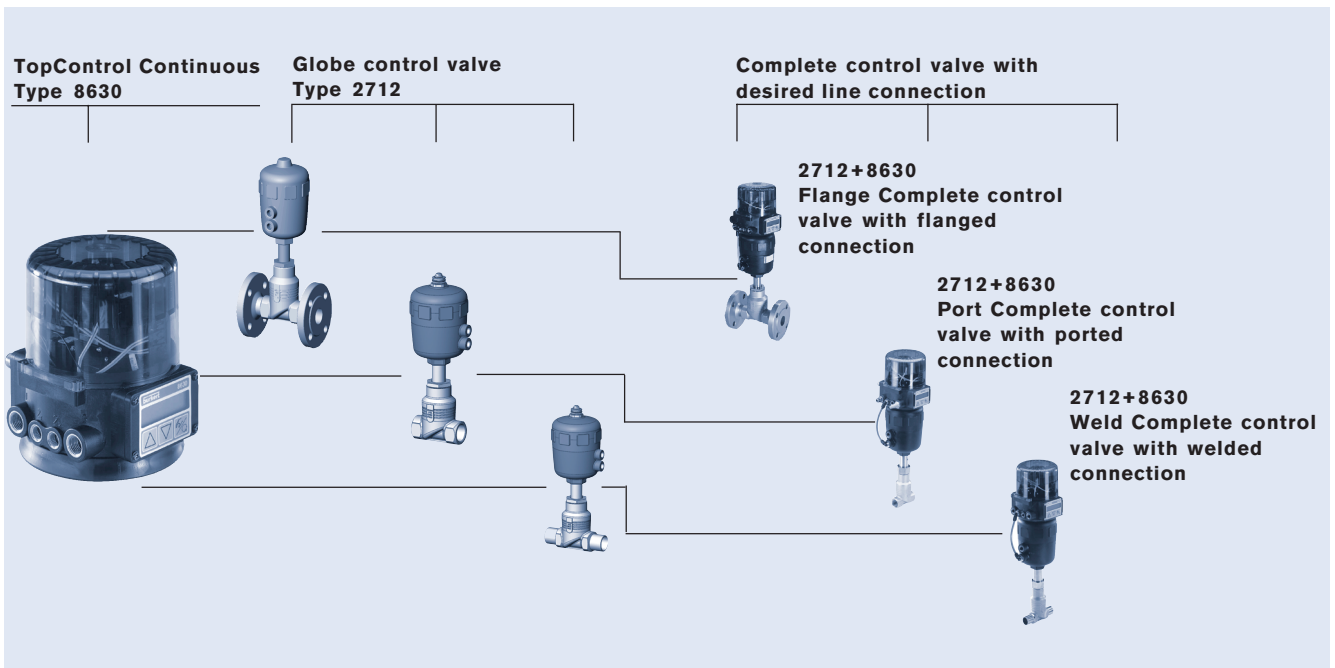 TopControl Continuous
Type 8630
Globe control valve
Type 2712
Complete control valve with
desired line connection
2712+8630
Flange Complete control
valve with flanged
connection
2712+8630
Port Complete control
valve with ported
connection
2712+8630
Weld Complete control
valve with welded
connection